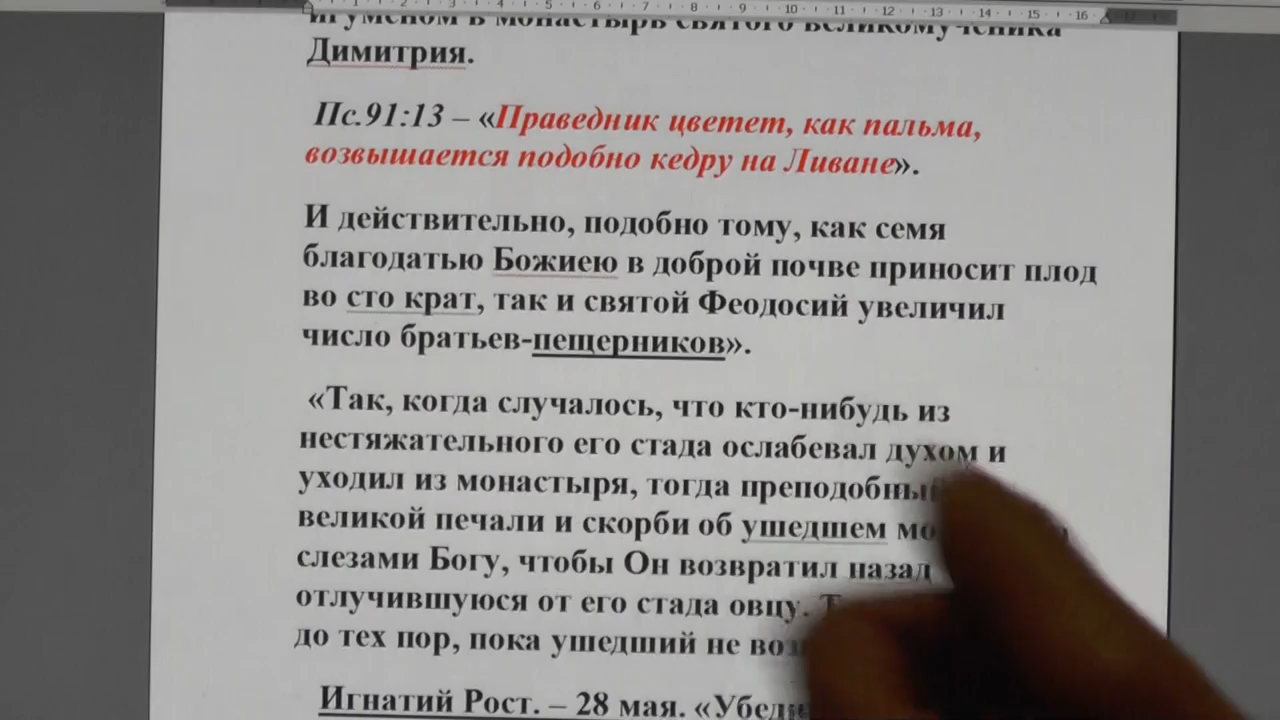 игуменом в монастырь святого великомученика
Димитрия.
Пс.91:13 – «Праведник цветет, как пальма,
возвышается подобно кедру на Ливане».
И действительно, подобно тому, как семя
благодатью Божиею в доброй почве приносит плод
во сто крат, так и святой Феодосий увеличил
число братьев-пещерников».
«Так, когда случалось, что кто-нибудь из
нестяжательного его стада ослабевал духом и
уходил из монастыря, тогда преподобный
великой печали и скорби об ушедшем
слезами Богу, чтобы Он возвратил назад
отлучившуюся от его стада овцу.
до тех пор, пока ушедший не
Игнатий Рост. – 28 мая.